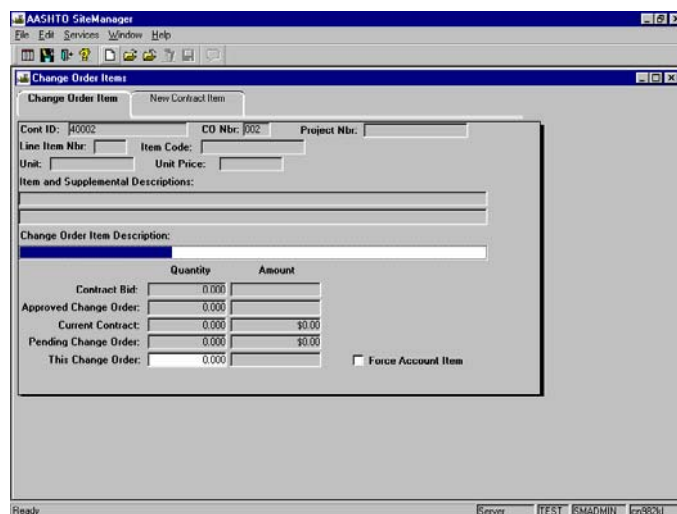 AASHTO SiteManager
File Edit Services Window Help
Change Order Items
Change Order Item New Contract Item
Cont ID: 40002 CO Nbr: 002 Project Nbr:
Line Item Nbr: Item Code:
Unit: Unit Price:
Item and Supplemental Descriptions:
Change Order Item Description:
Quantity Amount
Contract Bid: 0.000
Approved Change Order: 0.000
Current Contract: 0.000 $0.00
Pending Change Order: 0.000 $0.00
This Change Order: 0.000 Force Account Item
Ready Server TEST SMADMIN